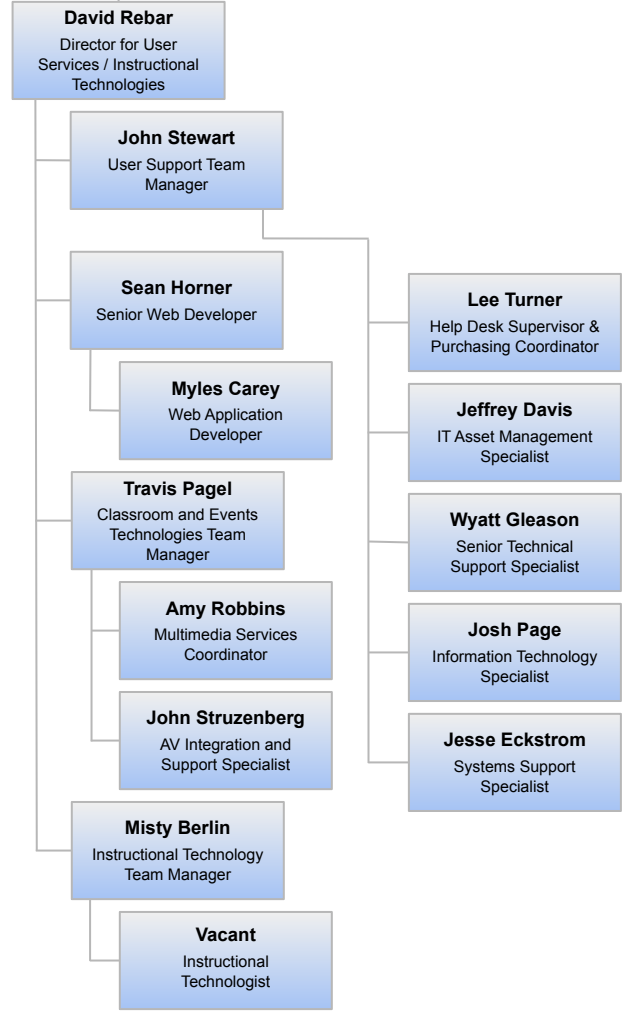 David Rebar
Director for User
Services / Instructional
Technologies
John Stewart
User Support Team
Manager
Sean Horner
Senior Web Developer
Myles Carey
Web Application
Developer
Travis Pagel
Classroom and Events
Technologies Team
Manager
Amy Robbins
Multimedia Services
Coordinator
John Struzenberg
AV Integration and
Support Specialist
Misty Berlin
Instructional Technology
Team Manager
Vacant
Instructional
Technologist
Lee Turner
Help Desk Supervisor &
Purchasing Coordinator
Jeffrey Davis
IT Asset Management
Specialist
Wyatt Gleason
Senior Technical
Support Specialist
Josh Page
Information Technology
Specialist
Jesse Eckstrom
Systems Support
Specialist